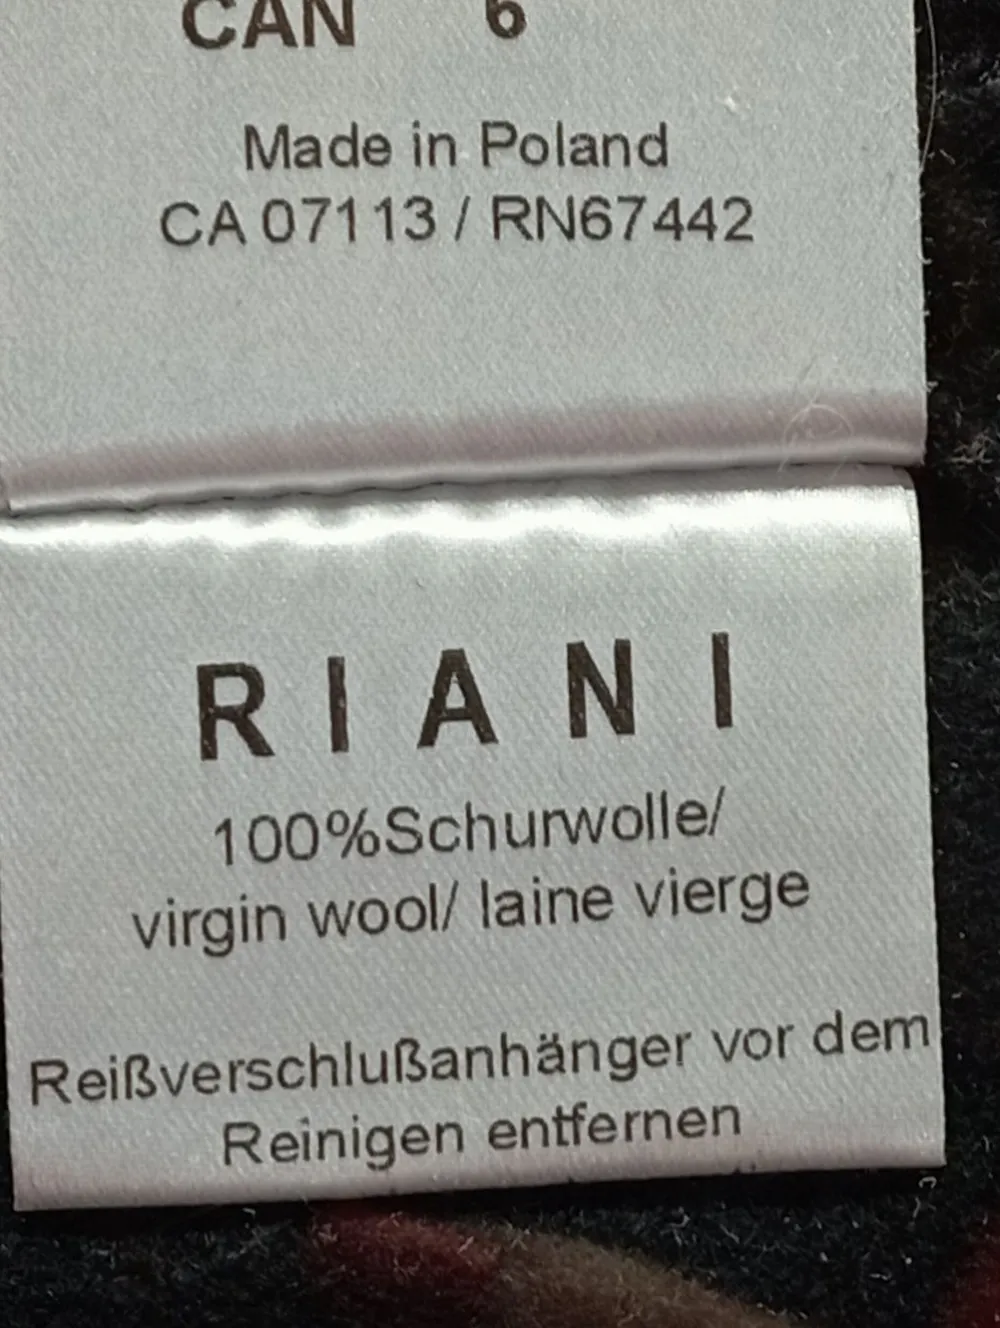 CAN 6
Made in Poland
CA 07113 / RN67442
R I A N I
100%Schurwolle/
virgin wool/ laine vierge
Reißverschlußanhänger vor dem
Reinigen entfernen